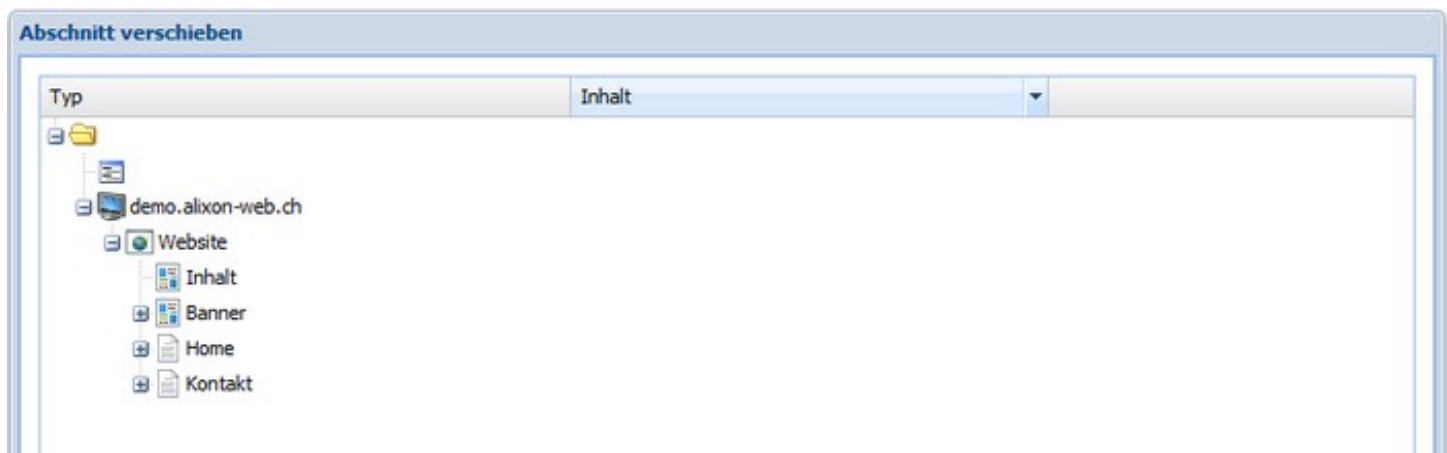 Abschnitt verschieben
Typ Inhalt
demo.alixon-web.ch
Website
Inhalt
Banner
Home
Kontakt